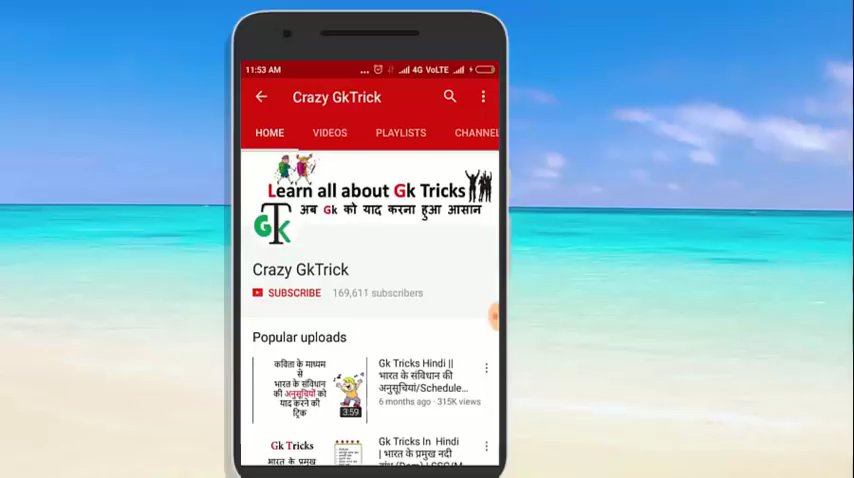 11:53 AM ... 4G VoLTE
Crazy GkTrick
HOME VIDEOS PLAYLISTS CHANNEL
Learn all about Gk Tricks
अब Gk को याद करना हुआ आसान
GTk
Crazy GkTrick
SUBSCRIBE 169,611 subscribers
Popular uploads
कविता के माध्यम
से
भारत के संविधान
की अनुसूचियों को
याद करने की
ट्रिक
3:59
Gk Tricks Hindi ||
भारत के संविधान की
अनुसूचियां/Schedule...
6 months ago · 315K views
Gk Tricks
भारत के प्रमुख
Gk Tricks In Hindi
| भारत के प्रमुख नदी